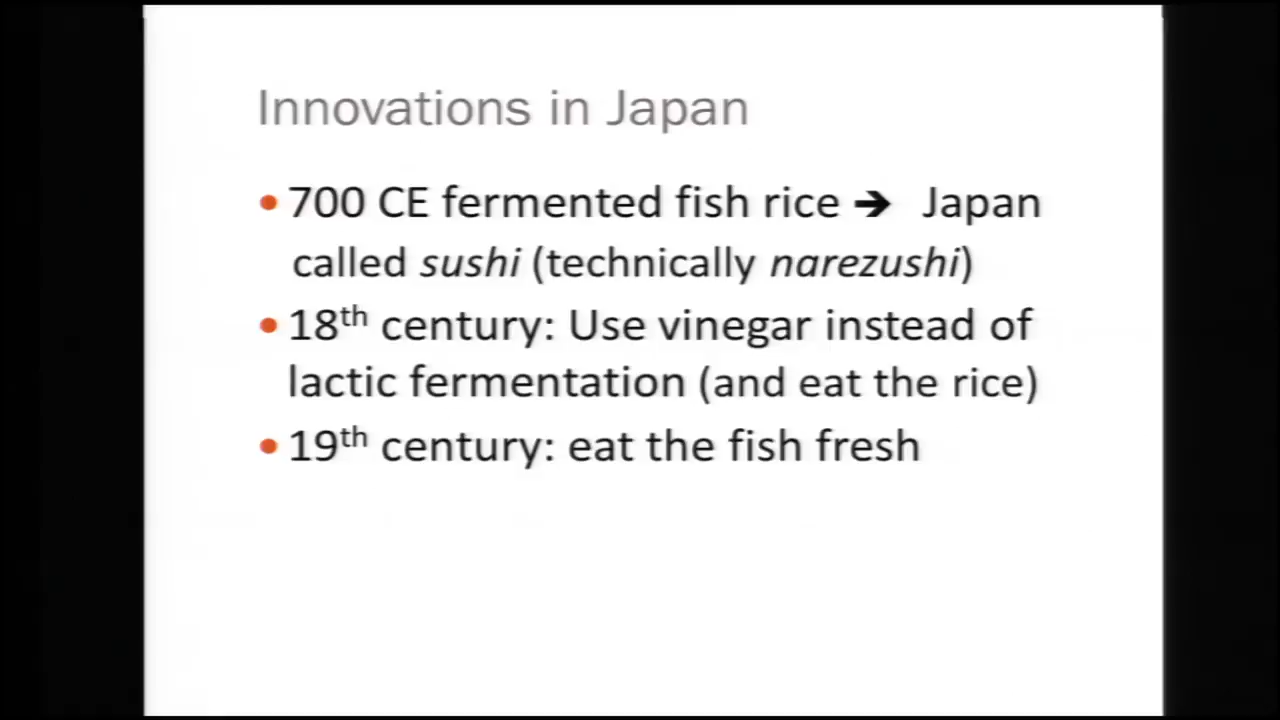 Innovations in Japan
• 700 CE fermented fish rice ➔ Japan
called sushi (technically narezushi)
• 18th century: Use vinegar instead of
lactic fermentation (and eat the rice)
• 19th century: eat the fish fresh